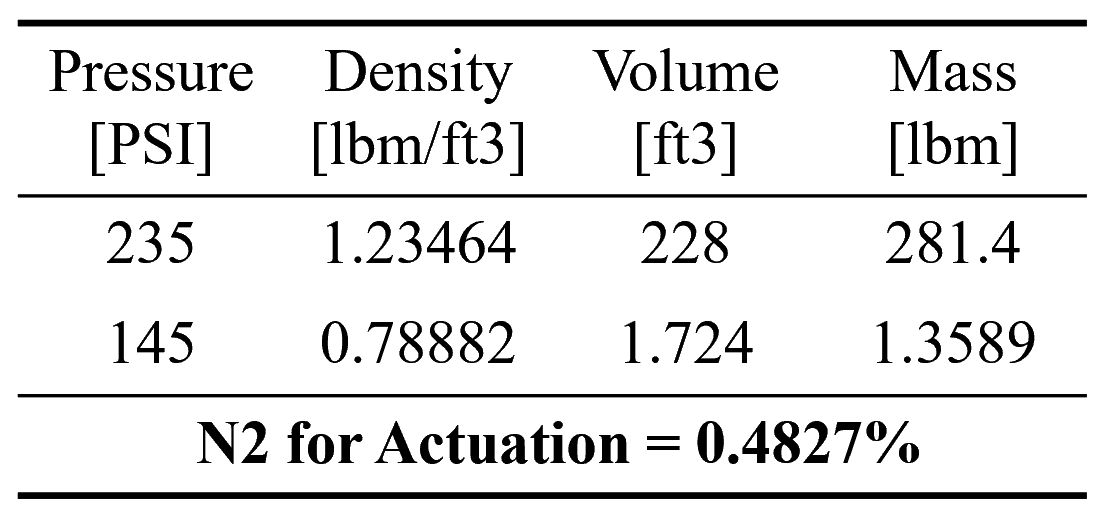 Pressure Density Volume Mass
[PSI] [lbm/ft3] [ft3] [lbm]
235 1.23464 228 281.4
145 0.78882 1.724 1.3589
N2 for Actuation = 0.4827%